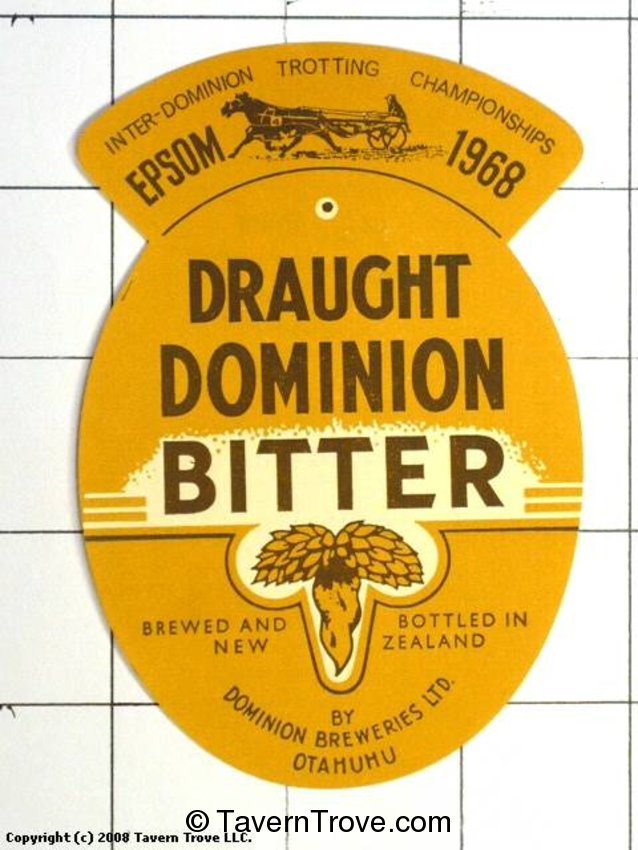 INTER-DOMINION TROTTING CHAMPIONSHIPS
EPSOM 1968
4
DRAUGHT
DOMINION
BITTER
BREWED AND BOTTLED IN
NEW ZEALAND
BY
DOMINION BREWERIES LTD.
OTAHUHU
© TavernTrove.com
Copyright (c) 2008 Tavern Trove LLC.